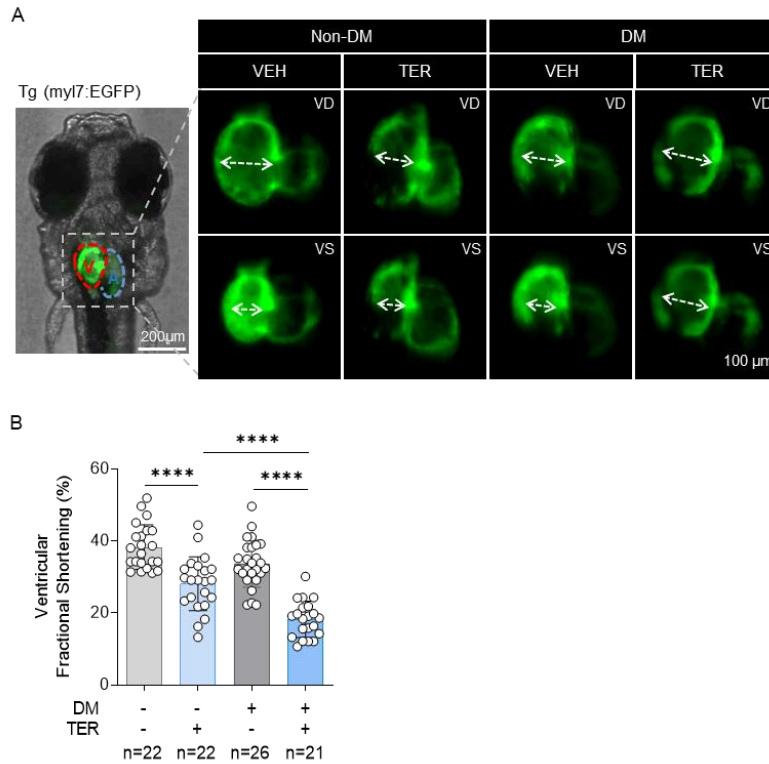 A
Non-DM DM
VEH TER VEH TER
Tg (myl7:EGFP)
VD VD VD VD
V
A
200μm
VS VS VS VS
100 μm
B
**** 
**** ****
60
40
20
0
Ventricular
Fractional Shortening (%)
DM - - + +
TER - + - +
n=22 n=22 n=26 n=21